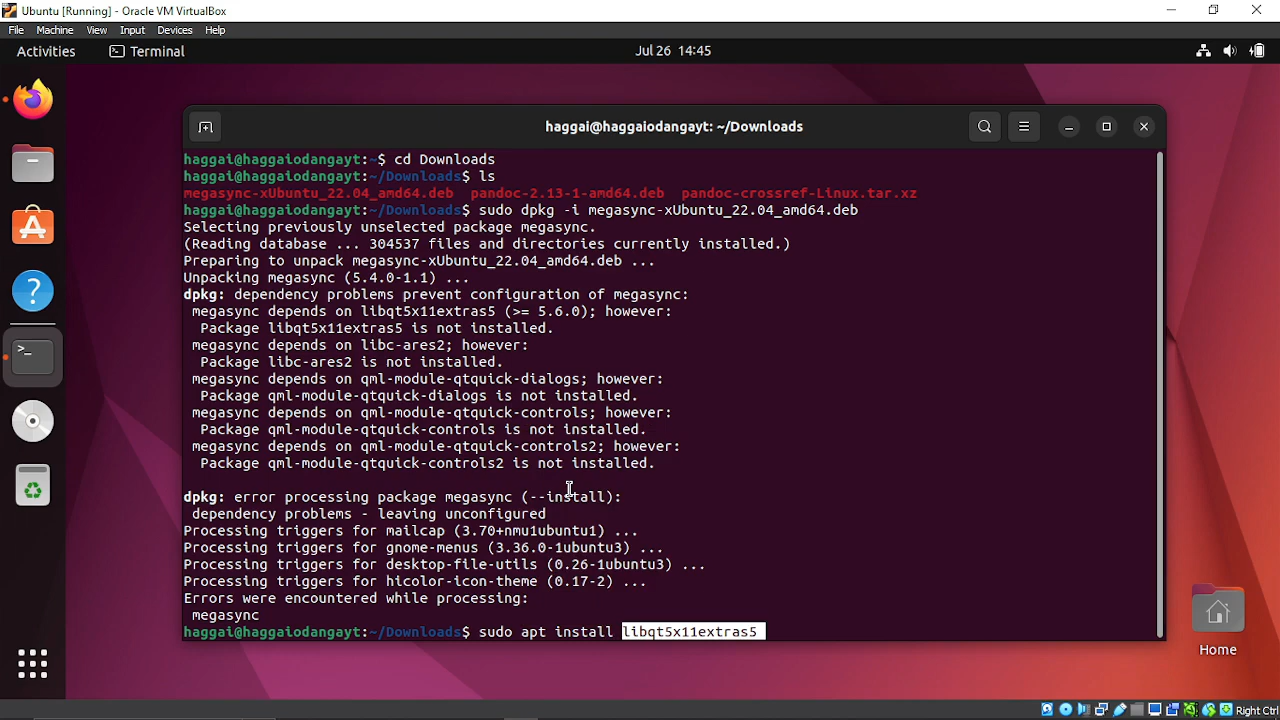 Ubuntu [Running] - Oracle VM VirtualBox
File Machine View Input Devices Help
Activities Terminal Jul 26 14:45
haggai@haggaiodangayt: ~/Downloads
haggai@haggaiodangayt:~$ cd Downloads
haggai@haggaiodangayt:~/Downloads$ ls
megasync-xUbuntu_22.04_amd64.deb pandoc-2.13-1-amd64.deb pandoc-crossref-Linux.tar.xz
haggai@haggaiodangayt:~/Downloads$ sudo dpkg -i megasync-xUbuntu_22.04_amd64.deb
Selecting previously unselected package megasync.
(Reading database ... 304537 files and directories currently installed.)
Preparing to unpack megasync-xUbuntu_22.04_amd64.deb ...
Unpacking megasync (5.4.0-1.1) ...
dpkg: dependency problems prevent configuration of megasync:
megasync depends on libqt5x11extras5 (>= 5.6.0); however:
Package libqt5x11extras5 is not installed.
megasync depends on libc-ares2; however:
Package libc-ares2 is not installed.
megasync depends on qml-module-qtquick-dialogs; however:
Package qml-module-qtquick-dialogs is not installed.
megasync depends on qml-module-qtquick-controls; however:
Package qml-module-qtquick-controls is not installed.
megasync depends on qml-module-qtquick-controls2; however:
Package qml-module-qtquick-controls2 is not installed.
dpkg: error processing package megasync (--install):
dependency problems - leaving unconfigured
Processing triggers for mailcap (3.70+nmu1ubuntu1) ...
Processing triggers for gnome-menus (3.36.0-1ubuntu3) ...
Processing triggers for desktop-file-utils (0.26-1ubuntu3) ...
Processing triggers for hicolor-icon-theme (0.17-2) ...
Errors were encountered while processing:
megasync
haggai@haggaiodangayt:~/Downloads$ sudo apt install libqt5x11extras5
Home
Right Ctrl